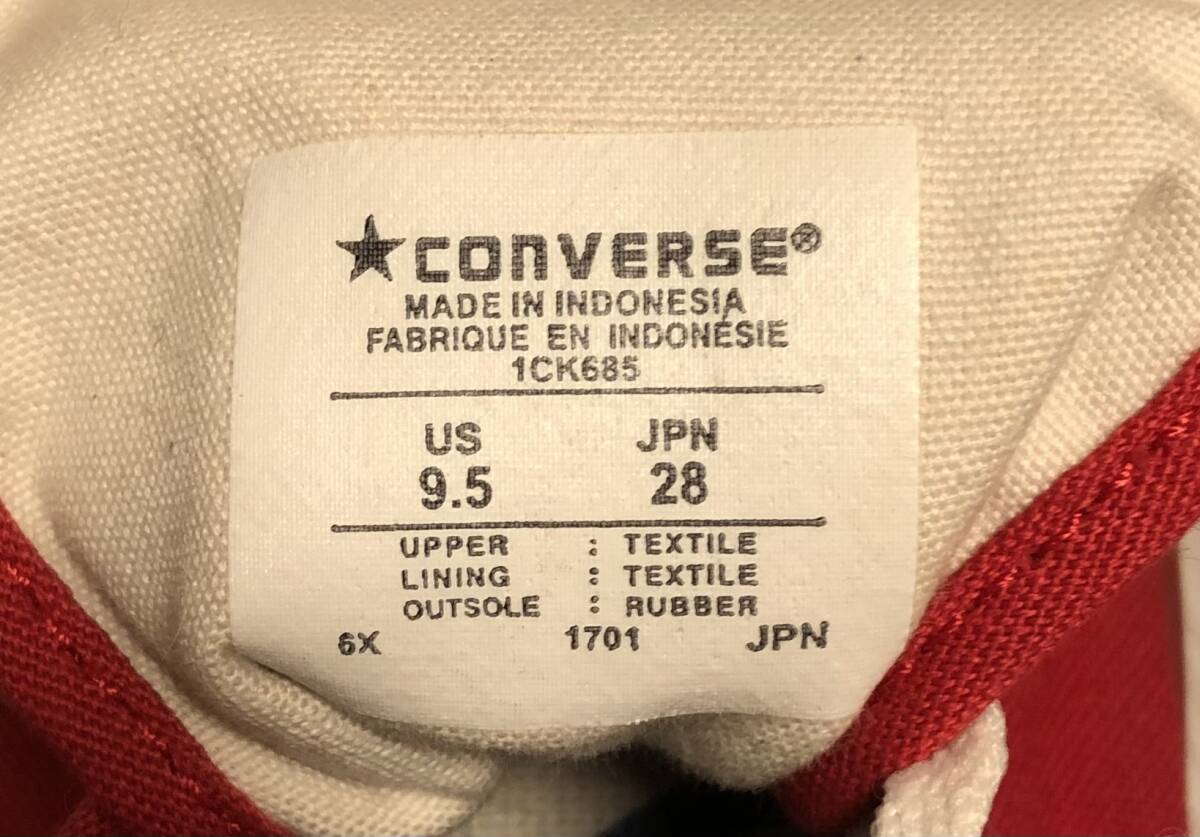 ★CONVERSE®
MADE IN INDONESIA
FABRIQUE EN INDONÉSIE
1CK685
US JPN
9.5 28
UPPER : TEXTILE
LINING : TEXTILE
OUTSOLE : RUBBER
6X 1701 JPN